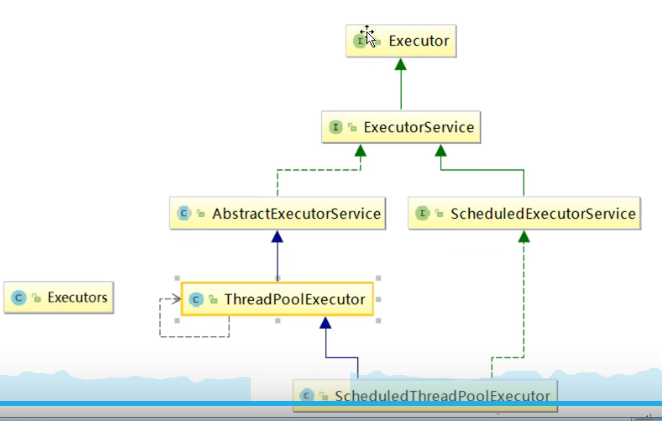 Executor
ExecutorService
AbstractExecutorService
ScheduledExecutorService
Executors
ThreadPoolExecutor
ScheduledThreadPoolExecutor